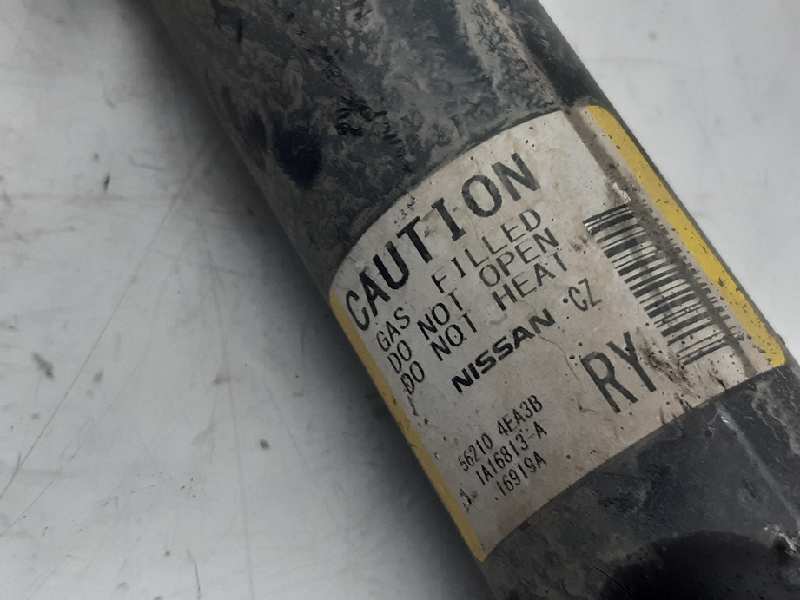 CAUTION
GAS FILLED
DO NOT OPEN
DO NOT HEAT
NISSAN CZ
RY
56210 4EA3B
1A16813-A
16919A